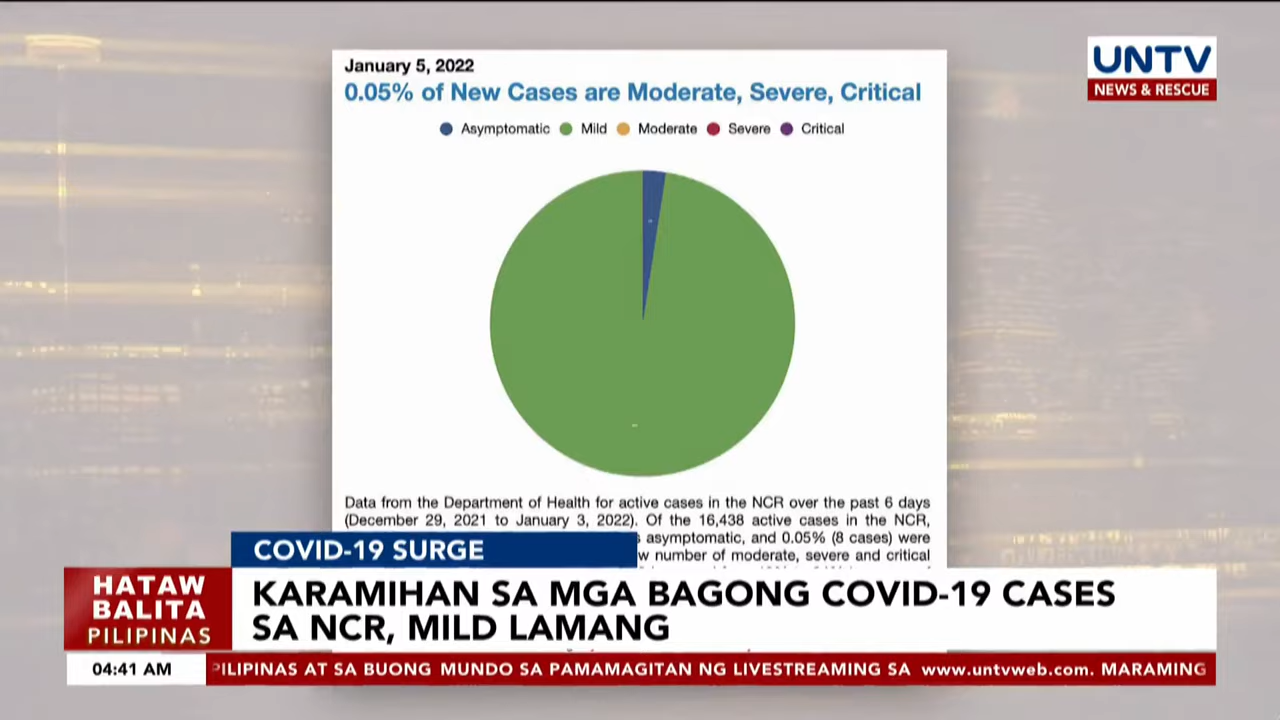 January 5, 2022
0.05% of New Cases are Moderate, Severe, Critical
Asymptomatic Mild Moderate Severe Critical
UNTV
NEWS & RESCUE
Data from the Department of Health for active cases in the NCR over the past 6 days
(December 29, 2021 to January 3, 2022). Of the 16,438 active cases in the NCR,
asymptomatic, and 0.05% (8 cases) were
number of moderate, severe and critical
COVID-19 SURGE
HATAW
BALITA
PILIPINAS
KARAMIHAN SA MGA BAGONG COVID-19 CASES
SA NCR, MILD LAMANG
04:41 AM
PILIPINAS AT SA BUONG MUNDO SA PAMAMAGITAN NG LIVESTREAMING SA www.untvweb.com. MARAMING